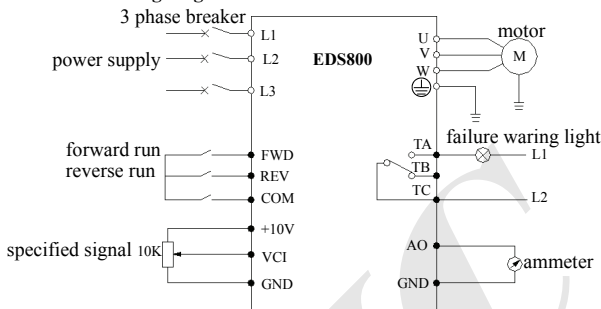 3 phase breaker
L1
U
motor
V
M
power supply
L2
EDS800
W
L3
TA
failure waring light
L1
forward run
FWD
TB
reverse run
REV
TC
COM
L2
+10V
specified signal 10K
VCI
AO
ammeter
GND
GND